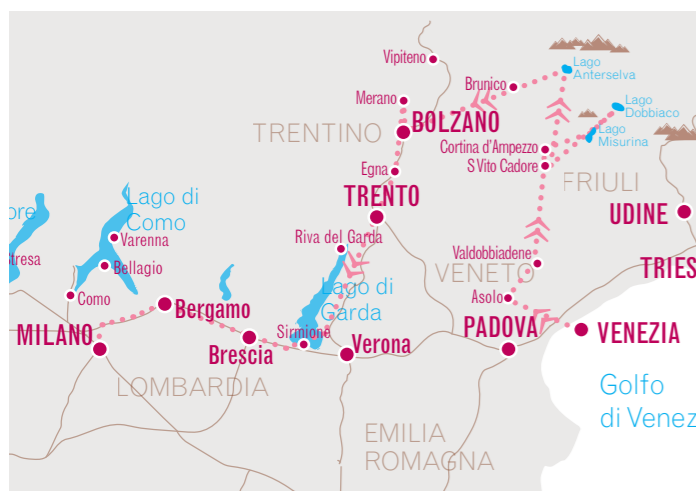 Vipiteno
Lago
Anterselva
Brunico
Merano
Lago
Dobbiaco
TRENTINO
BOLZANO
Lago
Misurina
Cortina d'Ampezzo
S Vito Cadore
Egna
FRIULI
TRENTO
Lago di
Como
ore
Varenna
UDINE
Riva del Garda
Stresa
Bellagio
Valdobbiadene
VENETO
TRIES
Como
Bergamo
Lago di
Garda
Asolo
MILANO
Brescia
Sirmione
Verona
PADOVA
VENEZIA
LOMBARDIA
Golfo
di Venez
EMILIA
ROMAGNA